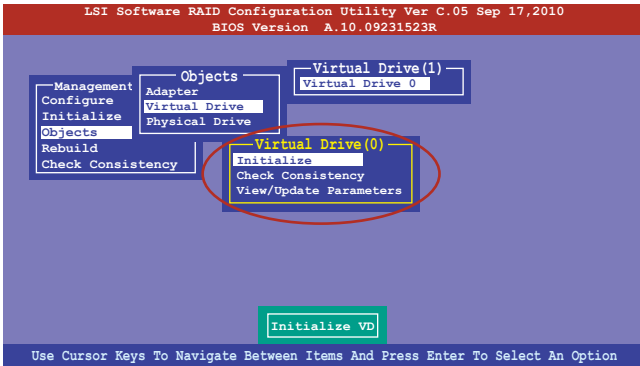 LSI Software RAID Configuration Utility Ver C.05 Sep 17,2010
BIOS Version A.10.09231523R
Management
Configure
Initialize
Objects
Rebuild
Check Consistency
Objects
Adapter
Virtual Drive
Physical Drive
Virtual Drive(1)
Virtual Drive 0
Virtual Drive(0)
Initialize
Check Consistency
View/Update Parameters
Initialize VD
Use Cursor Keys To Navigate Between Items And Press Enter To Select An Option